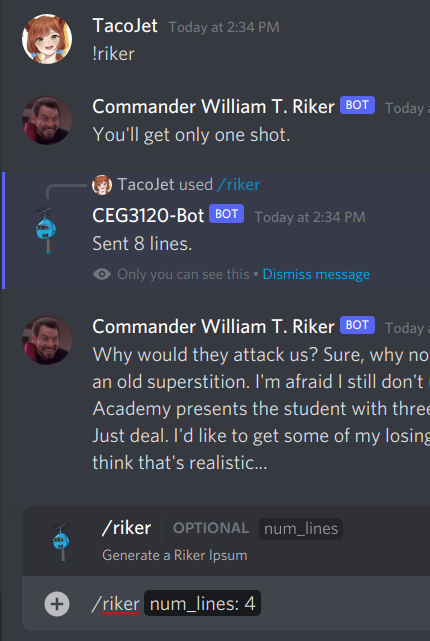 TacoJet Today at 2:34 PM
!riker
Commander William T. Riker BOT Today
You'll get only one shot.
TacoJet used /riker
CEG3120-Bot BOT Today at 2:34 PM
Sent 8 lines.
Only you can see this • Dismiss message
Commander William T. Riker BOT Today
Why would they attack us? Sure, why no
an old superstition. I'm afraid I still don't
Academy presents the student with three
Just deal. I'd like to get some of my losing
think that's realistic...
/riker OPTIONAL num_lines
Generate a Riker Ipsum
/riker num_lines: 4